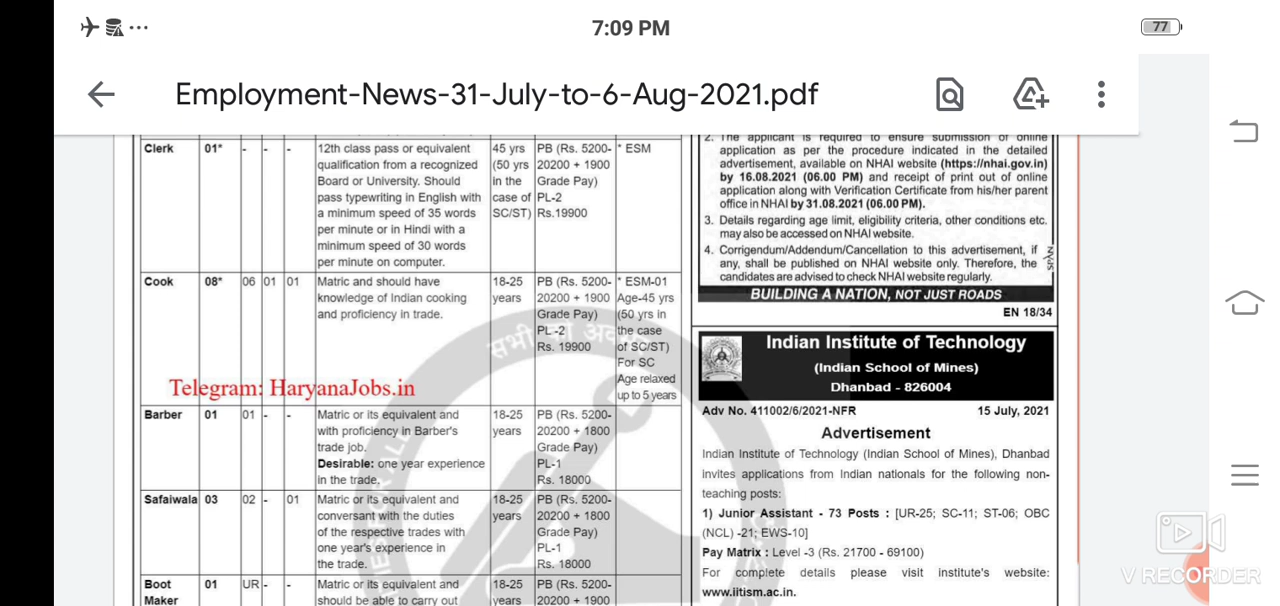 7:09 PM
77
Employment-News-31-July-to-6-Aug-2021.pdf
Clerk 01* - - - 12th class pass or equivalent 45 yrs PB (Rs. 5200- * ESM
qualification from a recognized (50 yrs 20200 + 1900
Board or University. Should in the Grade Pay)
pass typewriting in English with case of PL-2
a minimum speed of 35 words SC/ST) Rs.19900
per minute or in Hindi with a
minimum speed of 30 words
per minute on computer.
Cook 08* 06 01 01 Matric and should have 18-25 PB (Rs. 5200- * ESM-01
knowledge of Indian cooking years 20200 + 1900 Age-45 yrs
and proficiency in trade. Grade Pay) (50 yrs in
PL-2 the case
Rs. 19900 of SC/ST)
For SC
Age relaxed
up to 5 years
Telegram: HaryanaJobs.in
Barber 01 01 - - Matric or its equivalent and 18-25 PB (Rs. 5200-
with proficiency in Barber's years 20200 + 1800
trade job. Grade Pay)
Desirable: one year experience PL-1
in the trade. Rs. 18000
Safaiwala 03 02 - 01 Matric or its equivalent and 18-25 PB (Rs. 5200-
conversant with the duties years 20200 + 1800
of the respective trades with Grade Pay)
one year's experience in PL-1
the trade. Rs. 18000
Boot 01 UR - - Matric or its equivalent and 18-25 PB (Rs. 5200-
Maker should be able to carry out years 20200 + 1900
2. The applicant is required to ensure submission of online
application as per the procedure indicated in the detailed
advertisement, available on NHAI website (https://nhai.gov.in)
by 16.08.2021 (06.00 PM) and receipt of print out of online
application along with Verification Certificate from his/her parent
office in NHAI by 31.08.2021 (06.00 PM).
3. Details regarding age limit, eligibility criteria, other conditions etc.
may also be accessed on NHAI website.
4. Corrigendum/Addendum/Cancellation to this advertisement, if
any, shall be published on NHAI website only. Therefore, the
candidates are advised to check NHAI website regularly.
BUILDING A NATION, NOT JUST ROADS
EN 18/34
Indian Institute of Technology
(Indian School of Mines)
Dhanbad - 826004
Adv No. 411002/6/2021-NFR 15 July, 2021
Advertisement
Indian Institute of Technology (Indian School of Mines), Dhanbad
invites applications from Indian nationals for the following non-
teaching posts:
1) Junior Assistant - 73 Posts : [UR-25; SC-11; ST-06; OBC
(NCL) -21; EWS-10]
Pay Matrix : Level -3 (Rs. 21700 - 69100)
For complete details please visit institute's website:
www.iitism.ac.in.
V RECORDER